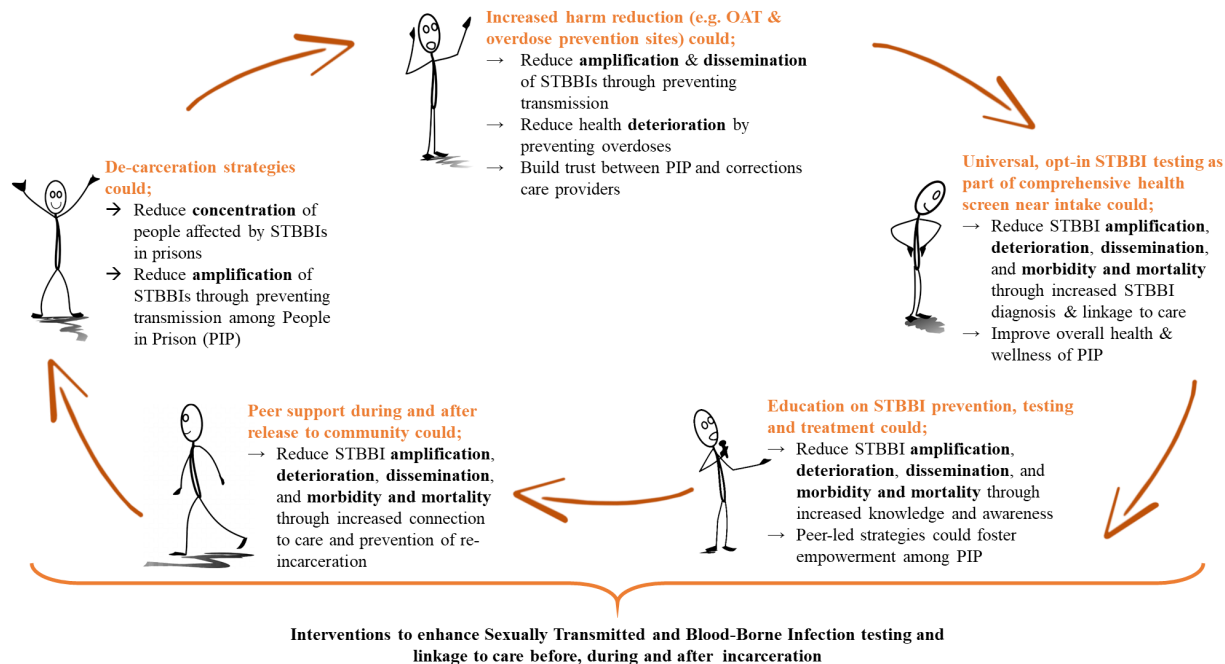 Increased harm reduction (e.g. OAT &
overdose prevention sites) could;
→ Reduce amplification & dissemination
of STBBIs through preventing
transmission
→ Reduce health deterioration by
preventing overdoses
→ Build trust between PIP and corrections
care providers
Universal, opt-in STBBI testing as
part of comprehensive health
screen near intake could;
→ Reduce STBBI amplification,
deterioration, dissemination,
and morbidity and mortality
through increased STBBI
diagnosis & linkage to care
→ Improve overall health &
wellness of PIP
Education on STBBI prevention, testing
and treatment could;
→ Reduce STBBI amplification,
deterioration, dissemination, and
morbidity and mortality through
increased knowledge and awareness
→ Peer-led strategies could foster
empowerment among PIP
Peer support during and after
release to community could;
→ Reduce STBBI amplification,
deterioration, dissemination,
and morbidity and mortality
through increased connection
to care and prevention of re-
incarceration
De-carceration strategies
could;
→ Reduce concentration of
people affected by STBBIs
in prisons
→ Reduce amplification of
STBBIs through preventing
transmission among People
in Prison (PIP)
Interventions to enhance Sexually Transmitted and Blood-Borne Infection testing and
linkage to care before, during and after incarceration